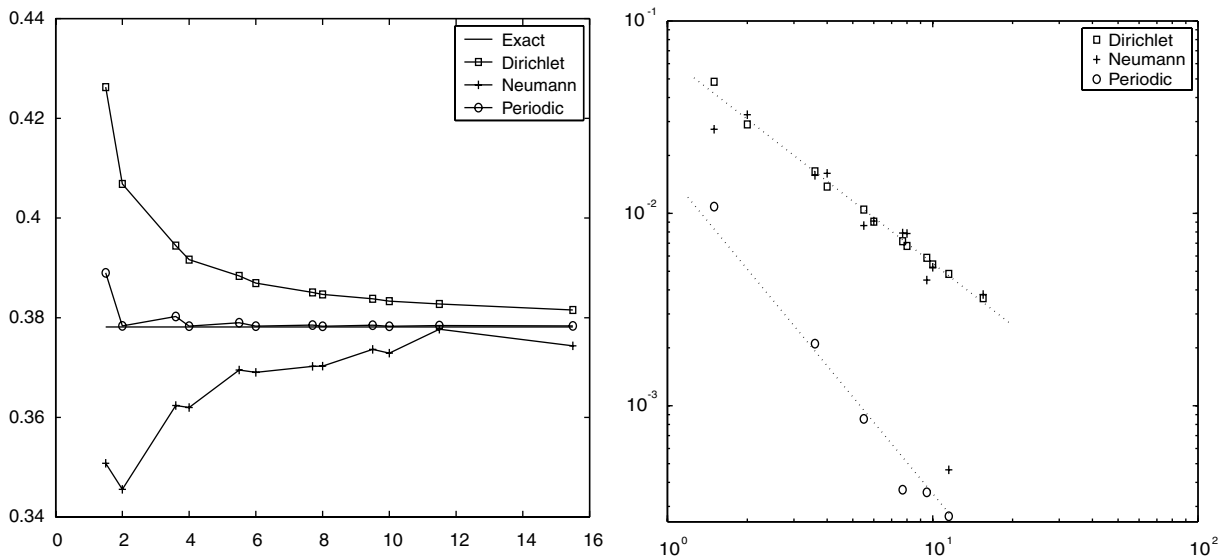 0.44
0.42
0.4
0.38
0.36
0.34
0 2 4 6 8 10 12 14 16
Exact
Dirichlet
Neumann
Periodic
10^-1
10^-2
10^-3
10^0 10^1 10^2
Dirichlet
Neumann
Periodic